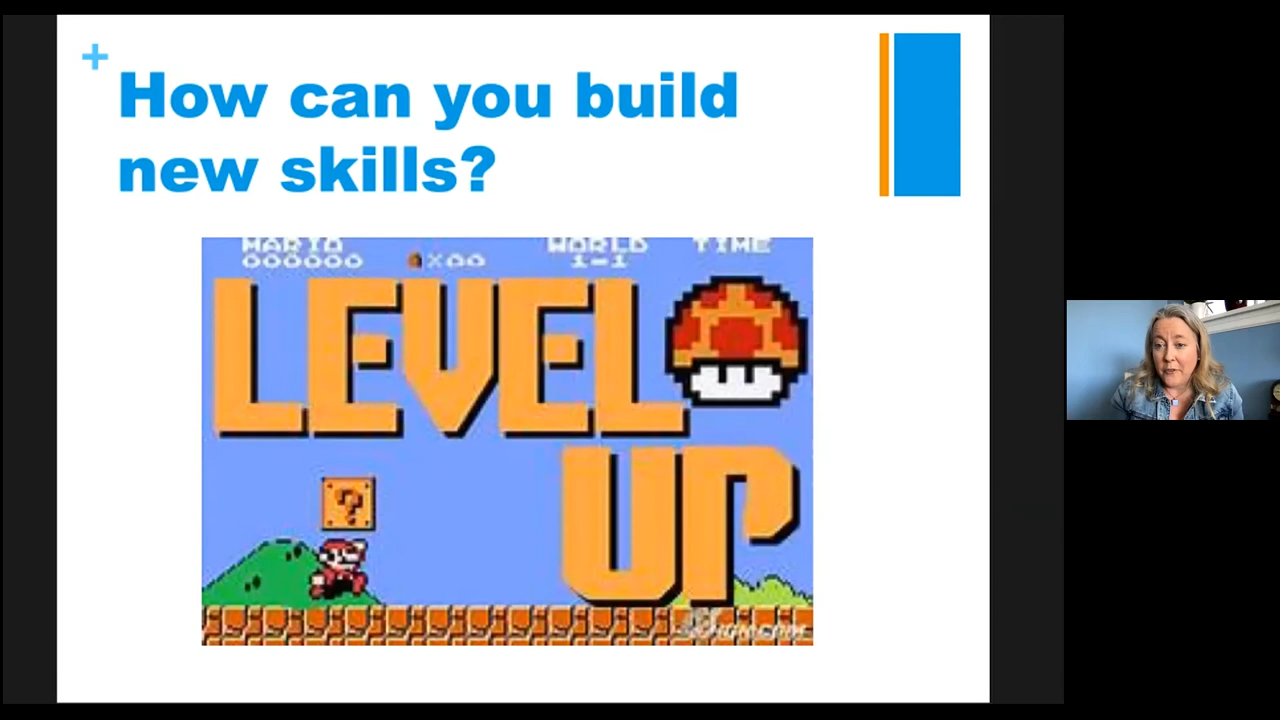 +
How can you build
new skills?
MARIO WORLD TIME
000000 ×00 1-1
LEVEL
?
UP